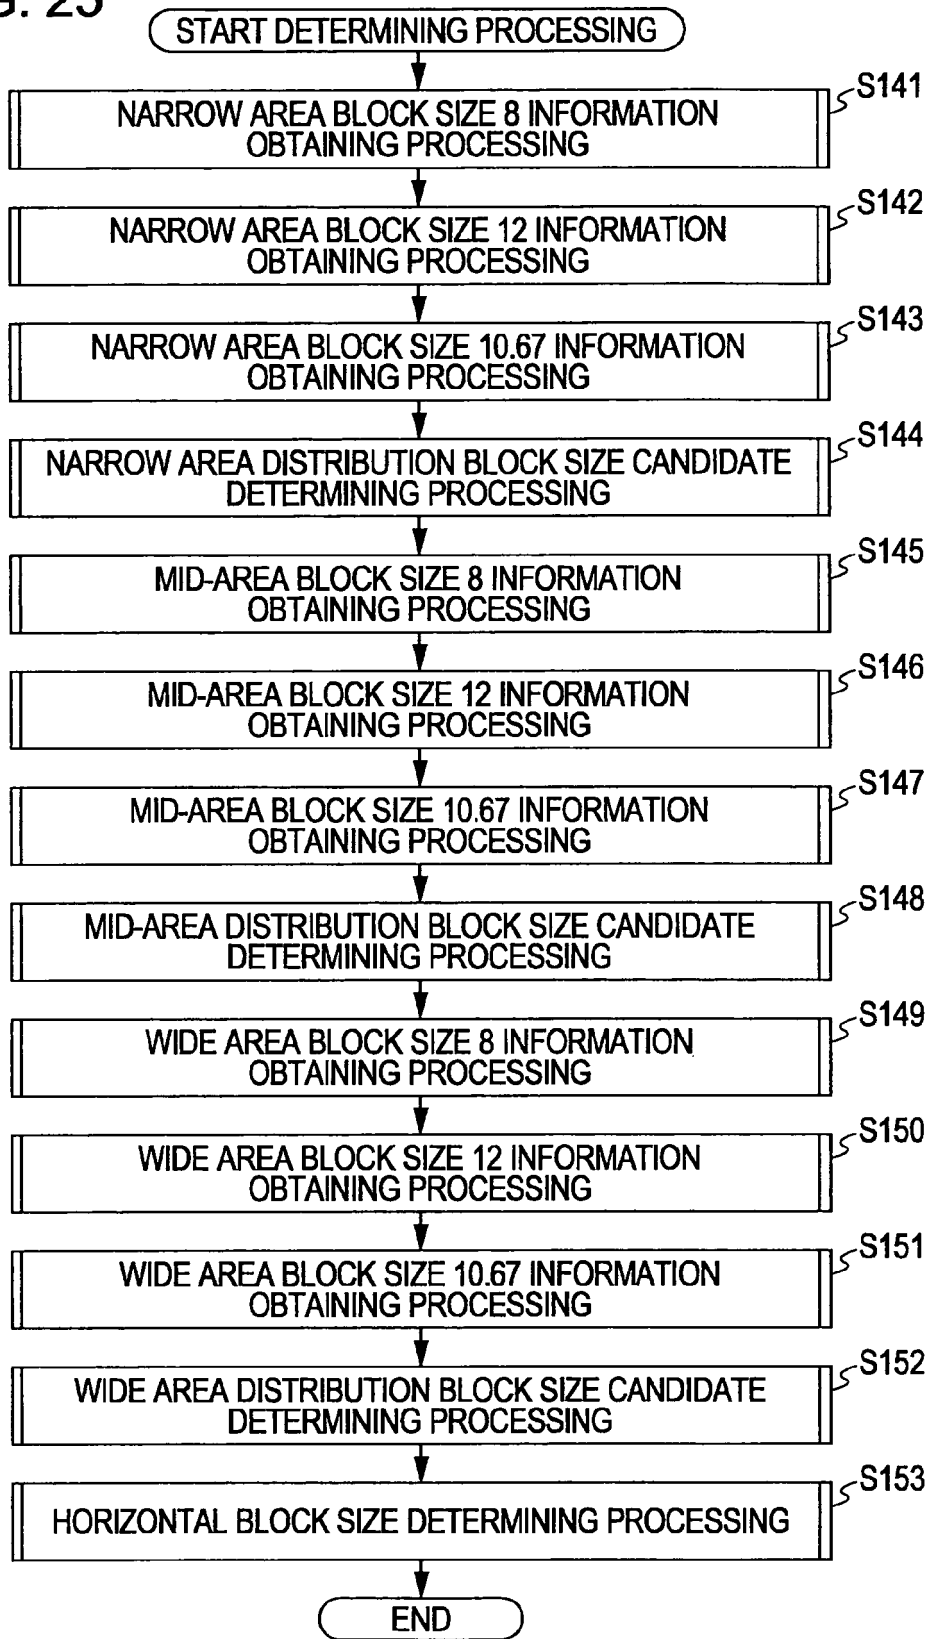 G. 25
START DETERMINING PROCESSING
S141
NARROW AREA BLOCK SIZE 8 INFORMATION
OBTAINING PROCESSING
S142
NARROW AREA BLOCK SIZE 12 INFORMATION
OBTAINING PROCESSING
S143
NARROW AREA BLOCK SIZE 10.67 INFORMATION
OBTAINING PROCESSING
S144
NARROW AREA DISTRIBUTION BLOCK SIZE CANDIDATE
DETERMINING PROCESSING
S145
MID-AREA BLOCK SIZE 8 INFORMATION
OBTAINING PROCESSING
S146
MID-AREA BLOCK SIZE 12 INFORMATION
OBTAINING PROCESSING
S147
MID-AREA BLOCK SIZE 10.67 INFORMATION
OBTAINING PROCESSING
S148
MID-AREA DISTRIBUTION BLOCK SIZE CANDIDATE
DETERMINING PROCESSING
S149
WIDE AREA BLOCK SIZE 8 INFORMATION
OBTAINING PROCESSING
S150
WIDE AREA BLOCK SIZE 12 INFORMATION
OBTAINING PROCESSING
S151
WIDE AREA BLOCK SIZE 10.67 INFORMATION
OBTAINING PROCESSING
S152
WIDE AREA DISTRIBUTION BLOCK SIZE CANDIDATE
DETERMINING PROCESSING
S153
HORIZONTAL BLOCK SIZE DETERMINING PROCESSING
END